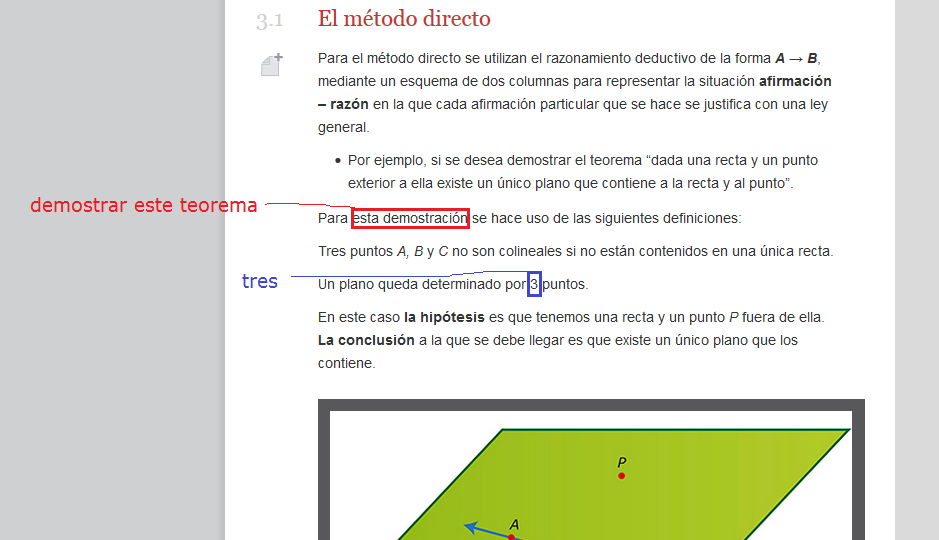 3.1 El método directo
Para el método directo se utilizan el razonamiento deductivo de la forma A → B,
mediante un esquema de dos columnas para representar la situación afirmación
– razón en la que cada afirmación particular que se hace se justifica con una ley
general.
• Por ejemplo, si se desea demostrar el teorema “dada una recta y un punto
exterior a ella existe un único plano que contiene a la recta y al punto”.
demostrar este teorema
Para esta demostración se hace uso de las siguientes definiciones:
Tres puntos A, B y C no son colineales si no están contenidos en una única recta.
tres
Un plano queda determinado por 3 puntos.
En este caso la hipótesis es que tenemos una recta y un punto P fuera de ella.
La conclusión a la que se debe llegar es que existe un único plano que los
contiene.
P
A